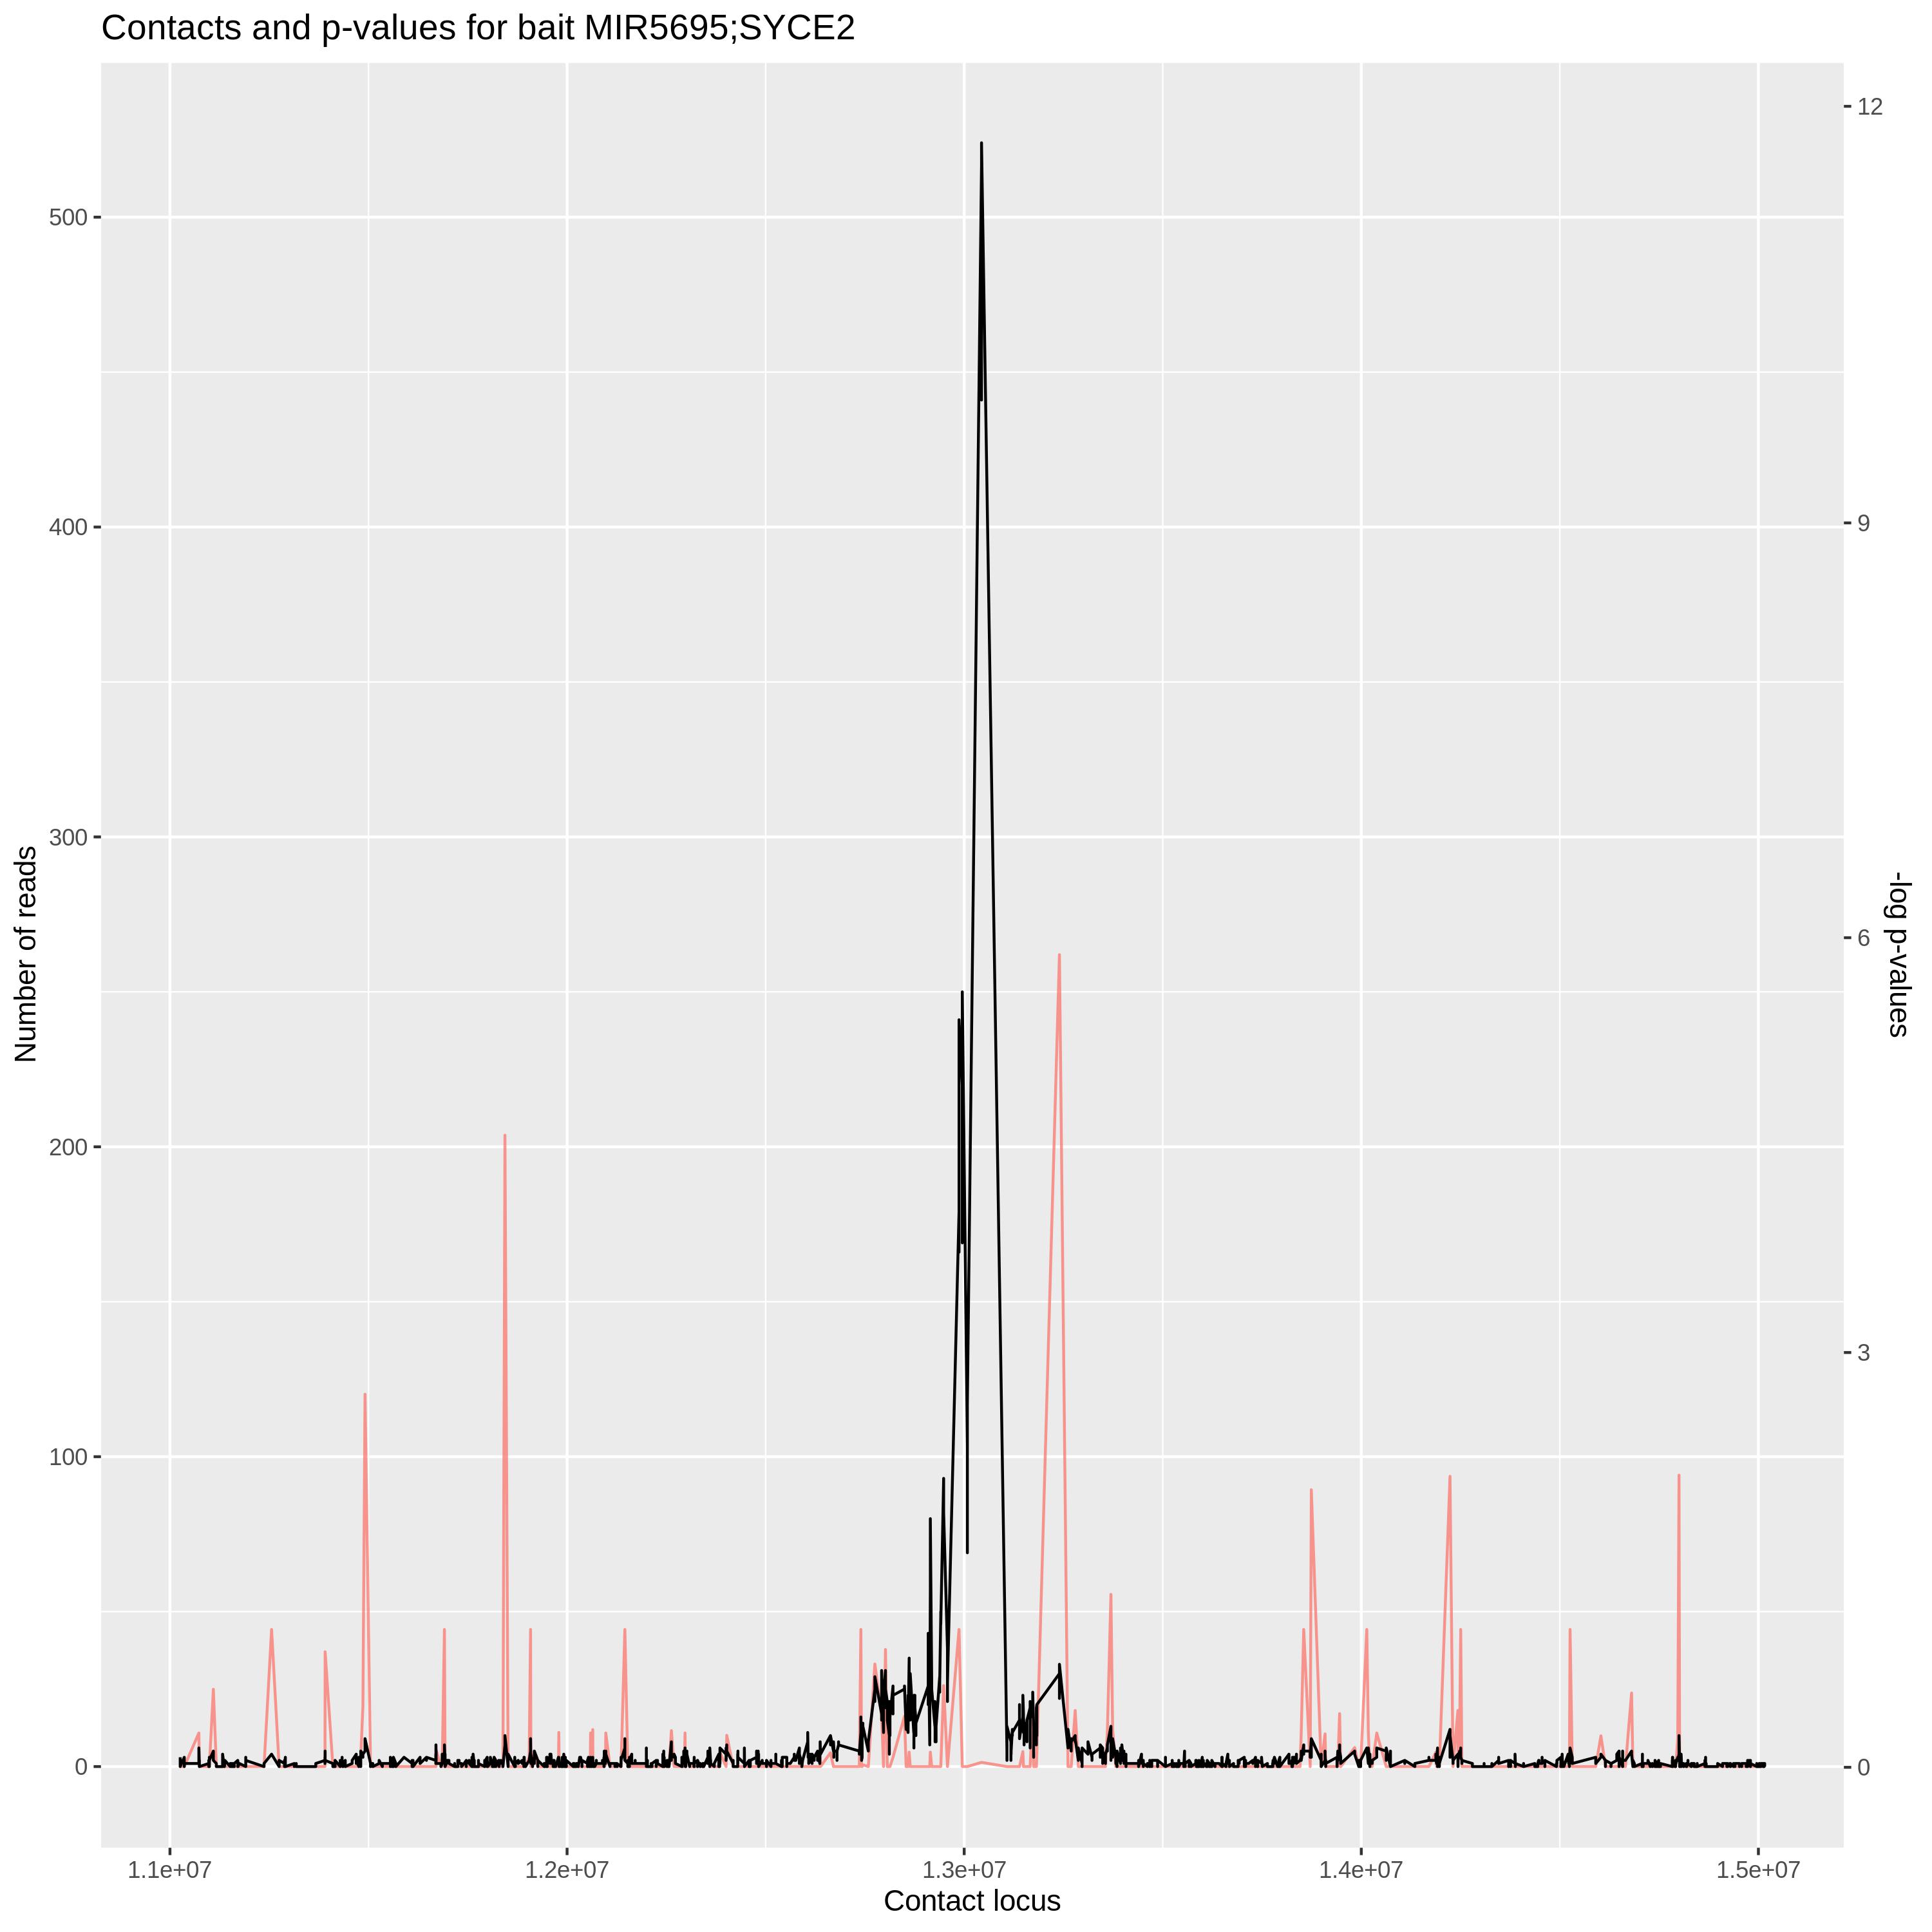 Contacts and p-values for bait MIR5695;SYCE2
Number of reads
500
400
300
200
100
0
12
9
6
3
0
-log p-values
1.1e+07
1.2e+07
1.3e+07
1.4e+07
1.5e+07
Contact locus